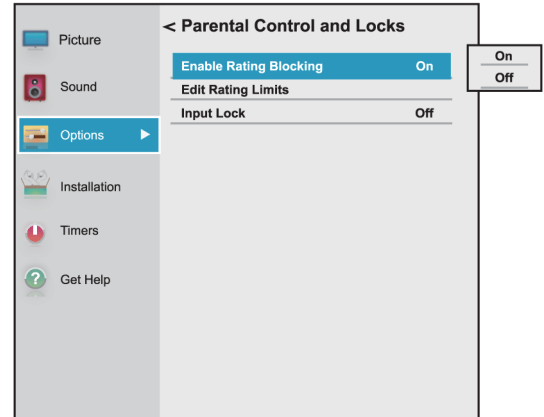 < Parental Control and Locks
Picture
Sound
Options
Installation
Timers
Get Help
Enable Rating Blocking On
Edit Rating Limits
Input Lock Off
On
Off